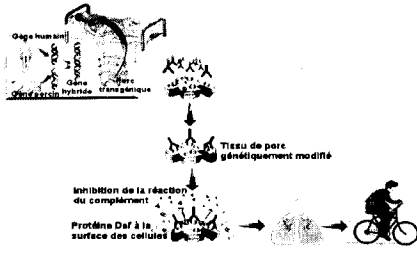 Gène humain
Gène
hybride
Porc
transgénique
Gène porcin
Tissu de porc
génétiquement modifié
Inhibition de la réaction
du complément
Protéine Daf à la
surface des cellules